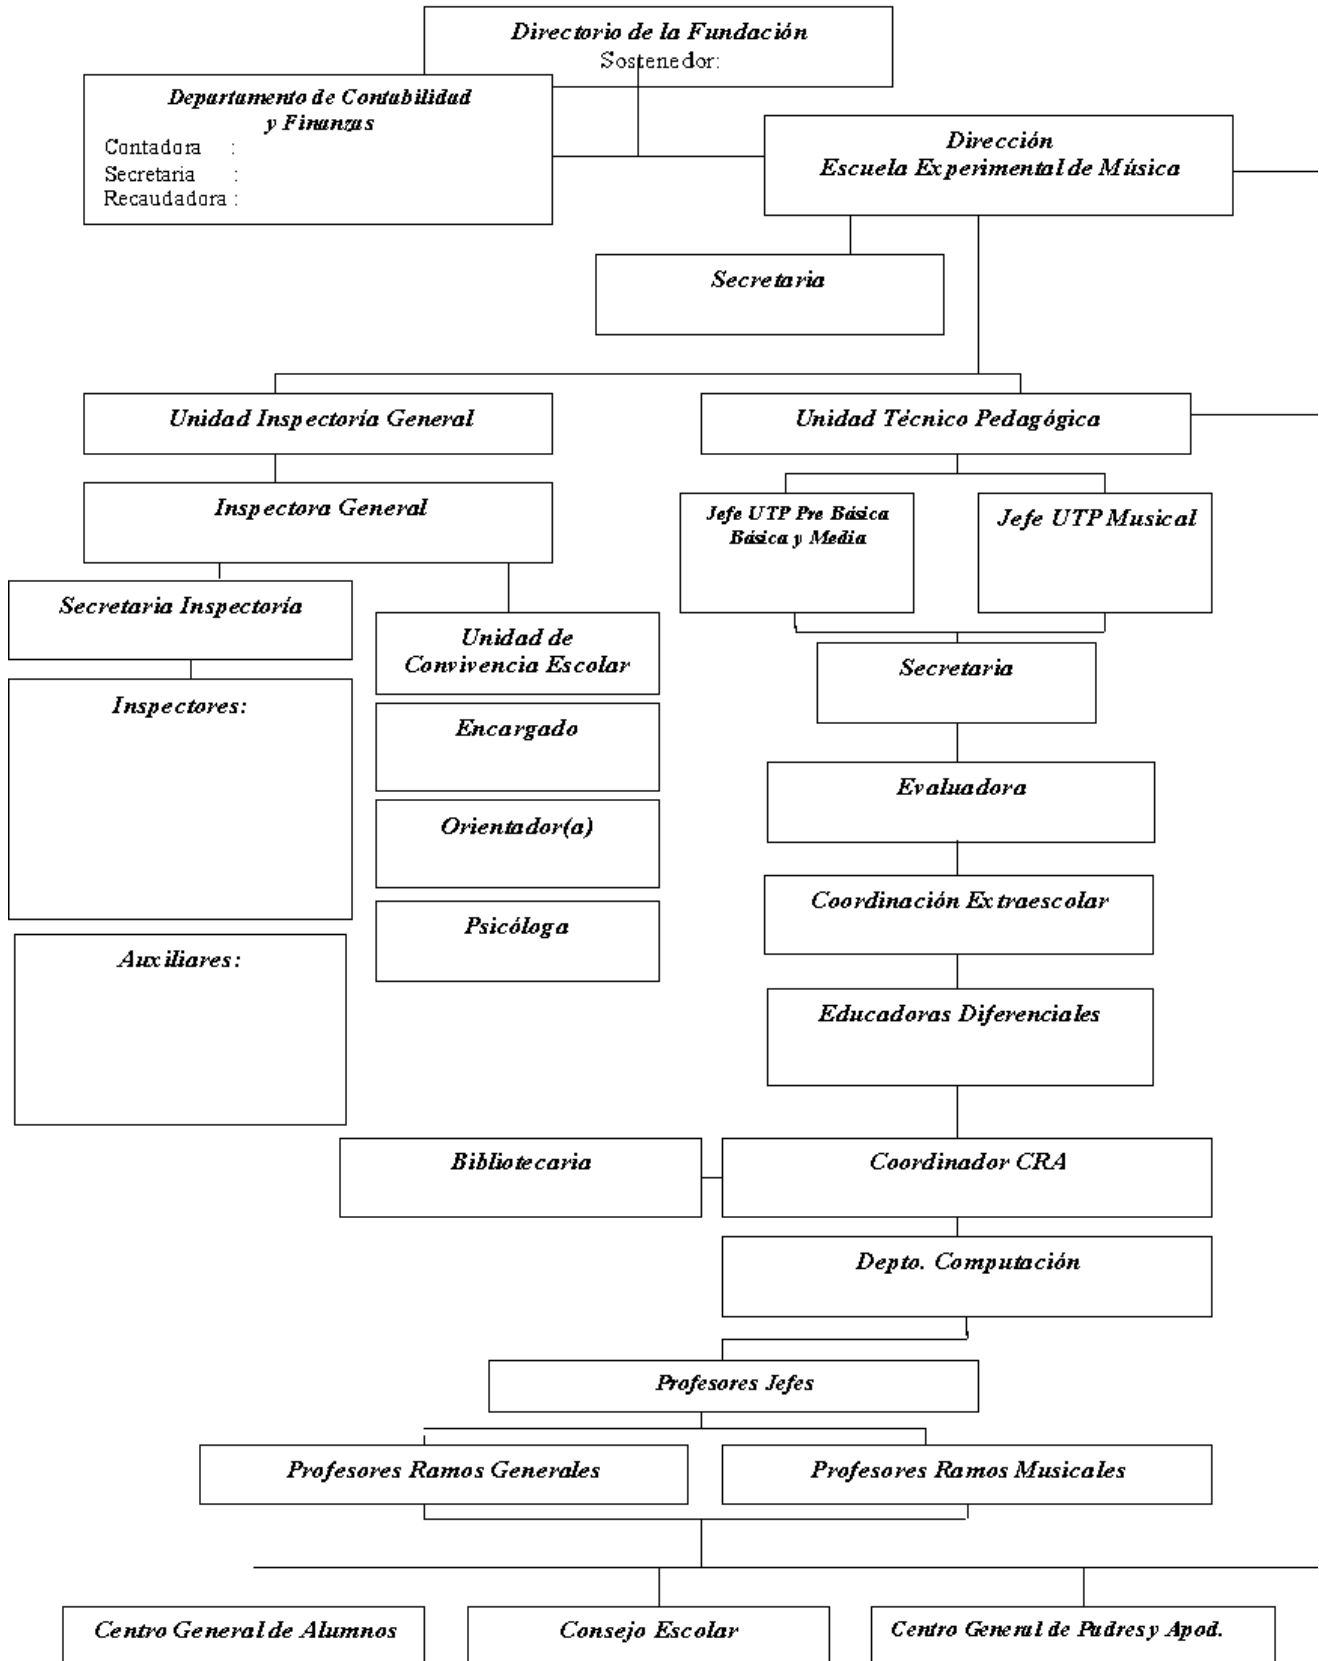 Directorio de la Fundación
Sostenedor:
Departamento de Contabilidad
y Finanzas
Contadora :
Secretaria :
Recaudadora :
Dirección
Escuela Experimental de Música
Secretaria
Unidad Inspectoría General
Unidad Técnico Pedagógica
Inspectora General
Jefe UTP Pre Básica
Básica y Media
Jefe UTP Musical
Secretaria Inspectoría
Unidad de
Convivencia Escolar
Secretaria
Inspectores:
Encargado
Evaluadora
Orientador(a)
Coordinación Extraescolar
Psicóloga
Auxiliares:
Educadoras Diferenciales
Bibliotecaria
Coordinador CRA
Depto. Computación
Profesores Jefes
Profesores Ramos Generales
Profesores Ramos Musicales
Centro General de Alumnos
Consejo Escolar
Centro General de Padres y Apod.